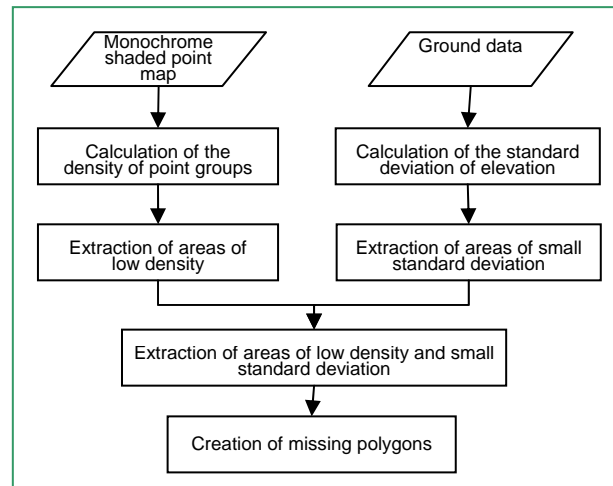 Monochrome
shaded point
map
Ground data
Calculation of the
density of point groups
Calculation of the standard
deviation of elevation
Extraction of areas of
low density
Extraction of areas of small
standard deviation
Extraction of areas of low density and small
standard deviation
Creation of missing polygons